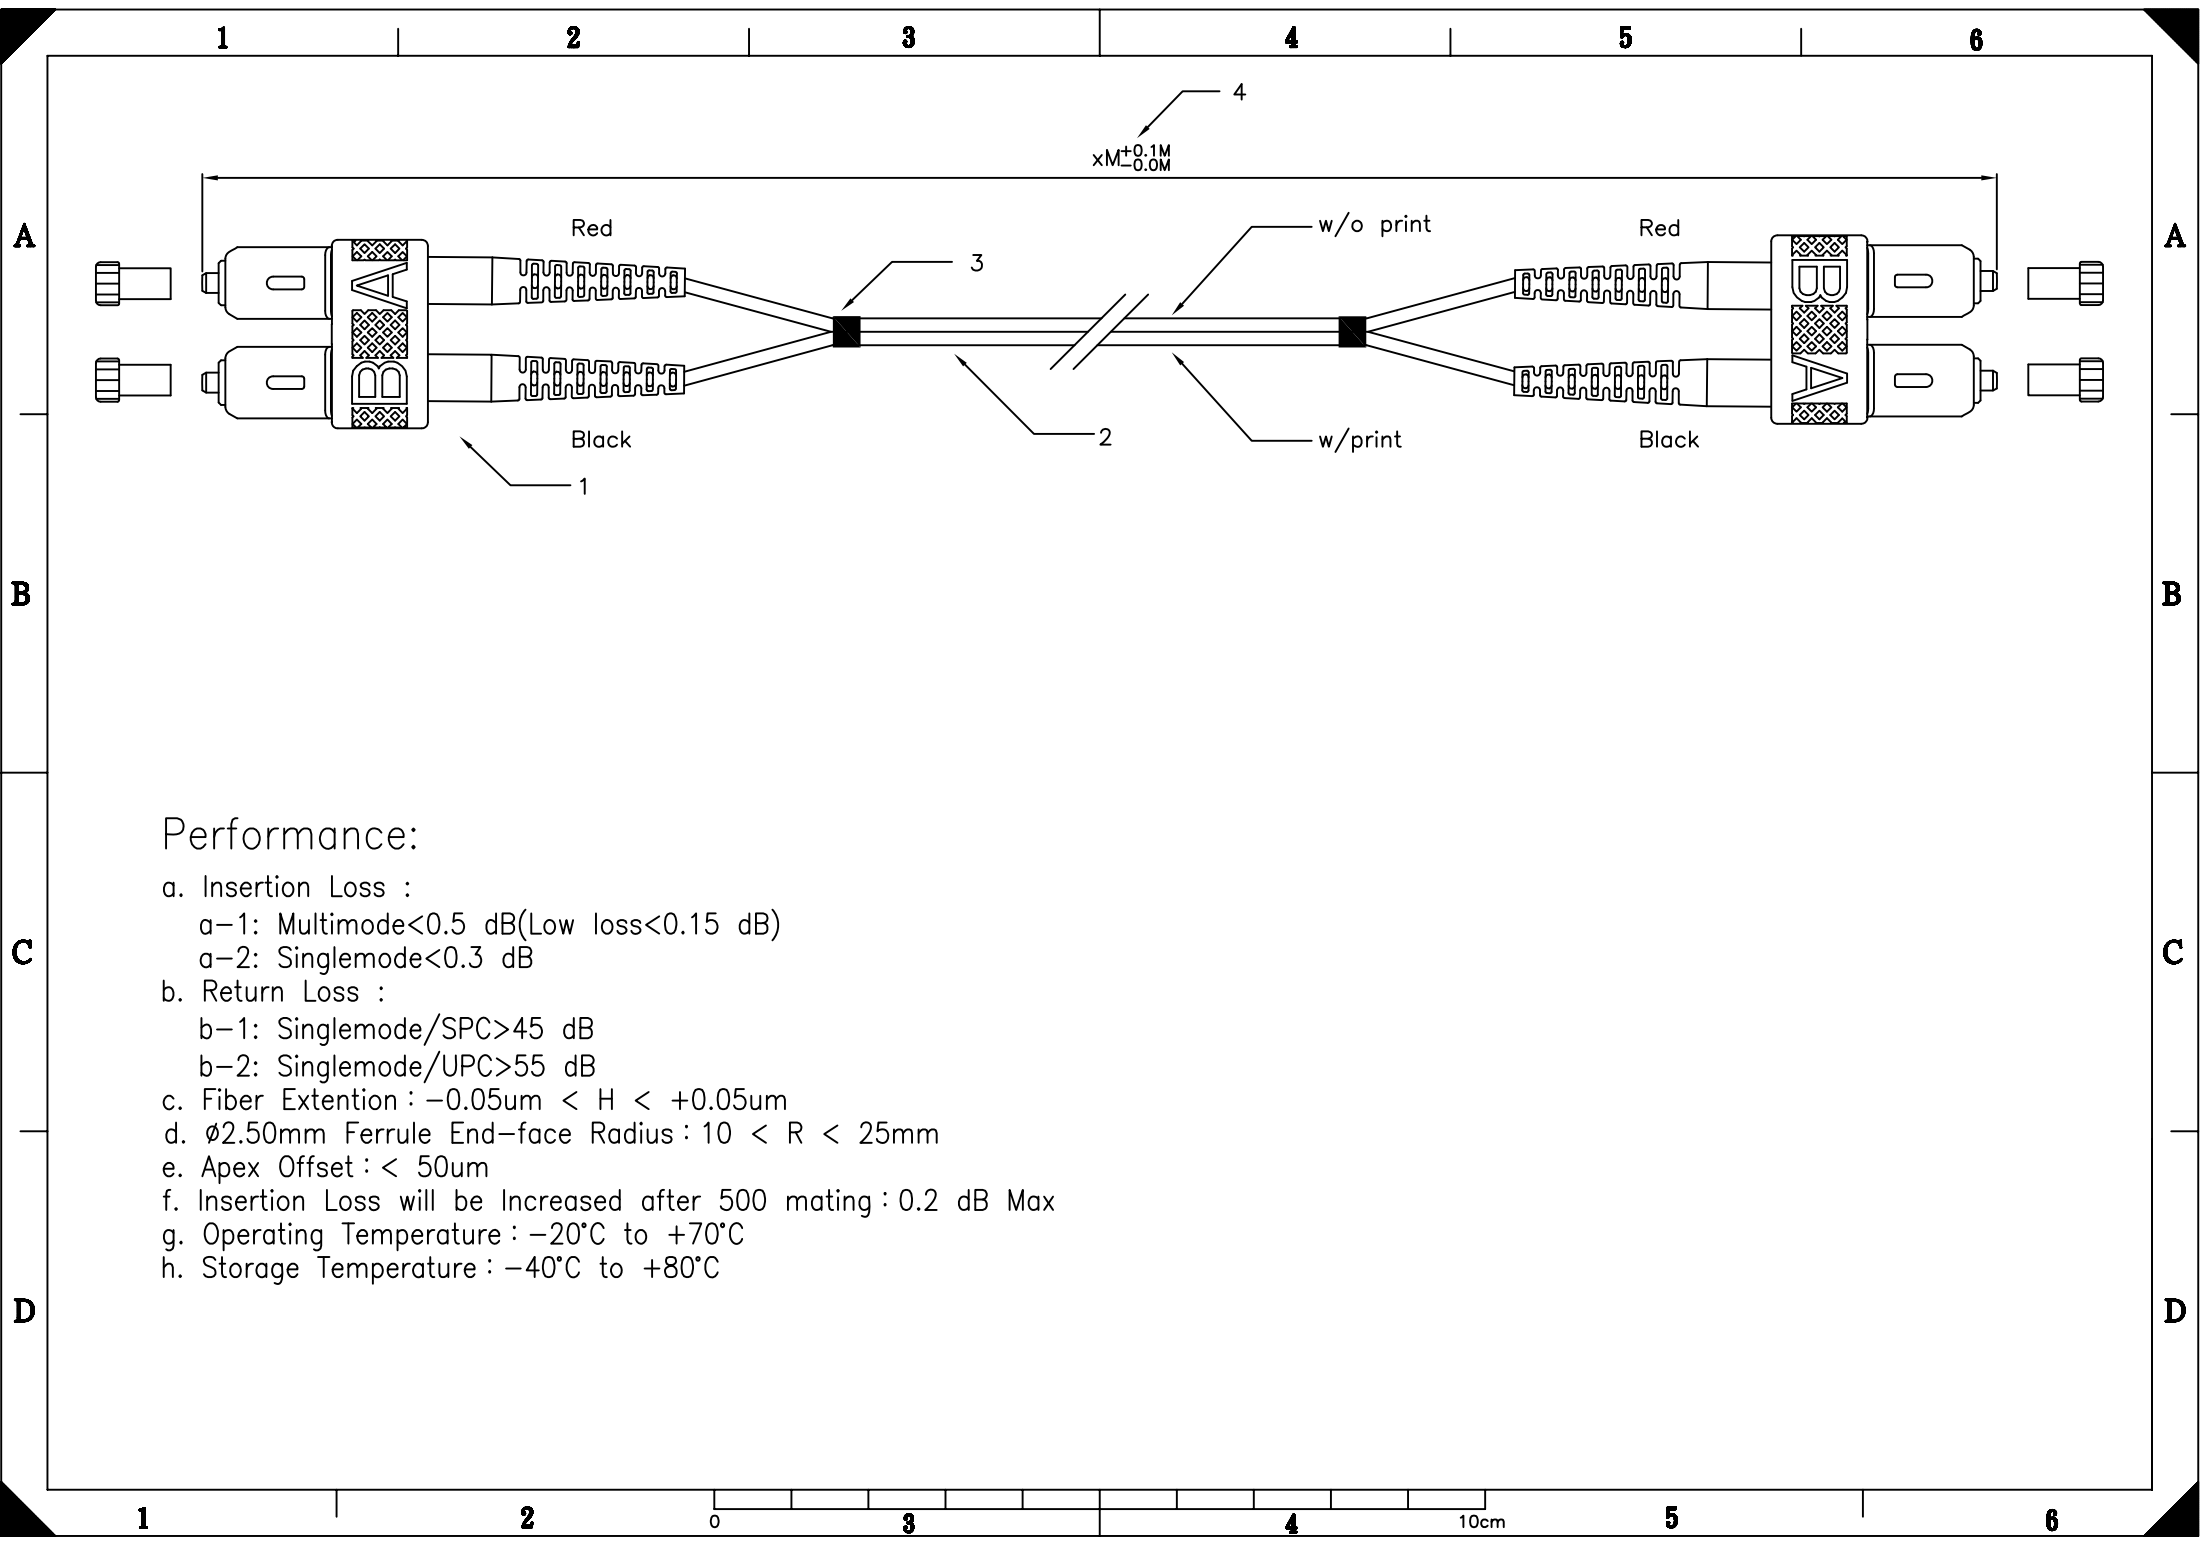 1 2 3 4 5 6
4
xM+0.1M
-0.0M
A Red w/o print Red A
3
A B
B A
Black 2 w/print Black
1
B B
Performance:
a. Insertion Loss :
a-1: Multimode<0.5 dB(Low loss<0.15 dB)
a-2: Singlemode<0.3 dB
C C
b. Return Loss :
b-1: Singlemode/SPC>45 dB
b-2: Singlemode/UPC>55 dB
c. Fiber Extention : -0.05um < H < +0.05um
d. ø2.50mm Ferrule End-face Radius : 10 < R < 25mm
e. Apex Offset : < 50um
f. Insertion Loss will be Increased after 500 mating : 0.2 dB Max
g. Operating Temperature : -20°C to +70°C
h. Storage Temperature : -40°C to +80°C
D D
1 2 0 3 4 10cm 5 6